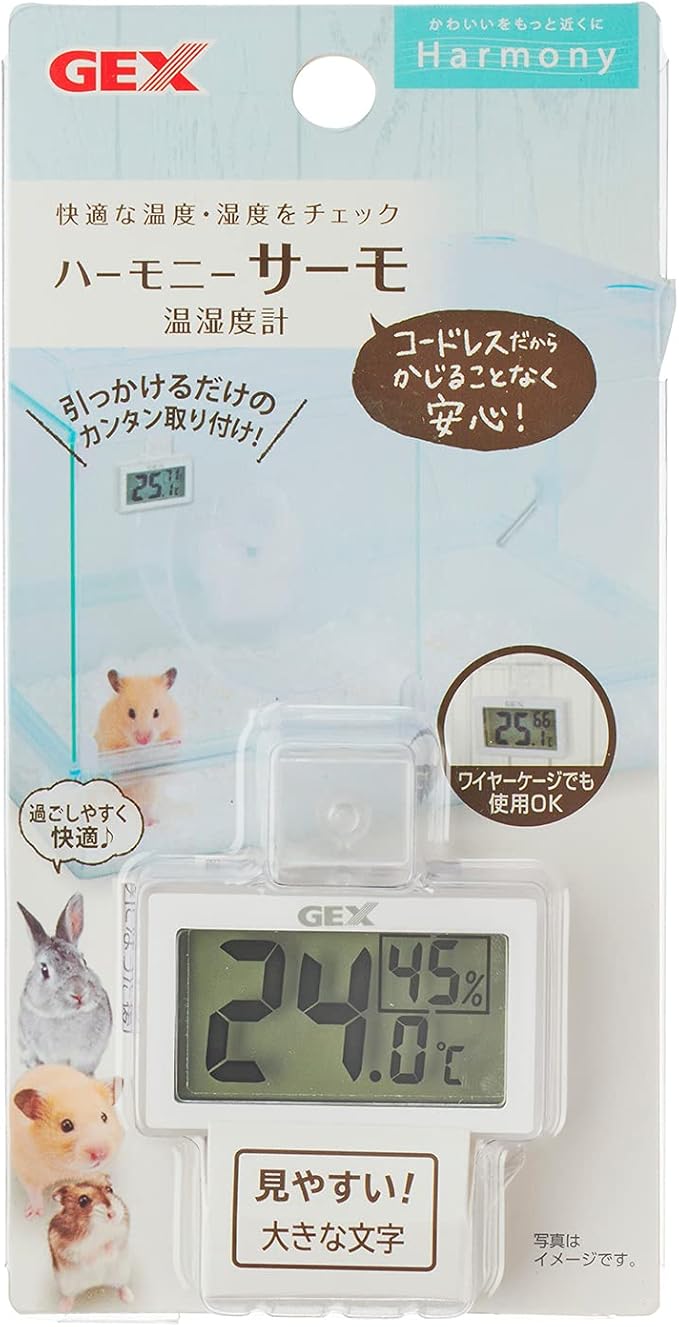 GEX
かわいいをもっと近くに
Harmony
快適な温度・湿度をチェック
ハーモニーサーモ
温湿度計
コードレスだから
かじることなく
安心!
引っかけるだけの
カンタン取り付け!
GEX
71
25.1℃
GEX
66
25.1℃
ワイヤーケージでも
使用OK
過ごしやすく
快適♪
GEX
45%
24.0℃
見やすい!
大きな文字
写真は
イメージです。